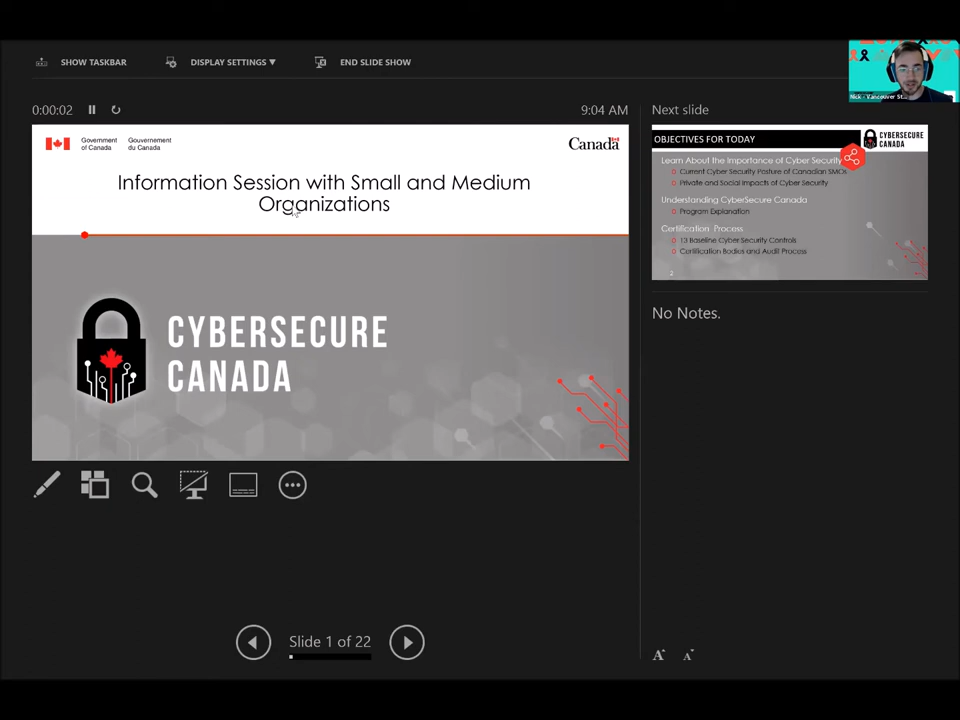 SHOW TASKBAR
DISPLAY SETTINGS ▼
END SLIDE SHOW
Nick - Vancouver St...
0:00:02
9:04 AM
Next slide
Government of Canada
Gouvernement du Canada
Canada
Information Session with Small and Medium
Organizations
CYBERSECURE
CANADA
OBJECTIVES FOR TODAY
CYBERSECURE
CANADA
Learn About the Importance of Cyber Security
Current Cyber Security Posture of Canadian SMOs
Private and Social Impacts of Cyber Security
Understanding CyberSecure Canada
Program Explanation
Certification Process
13 Baseline Cyber Security Controls
Certification Bodies and Audit Process
2
No Notes.
Slide 1 of 22
A
A